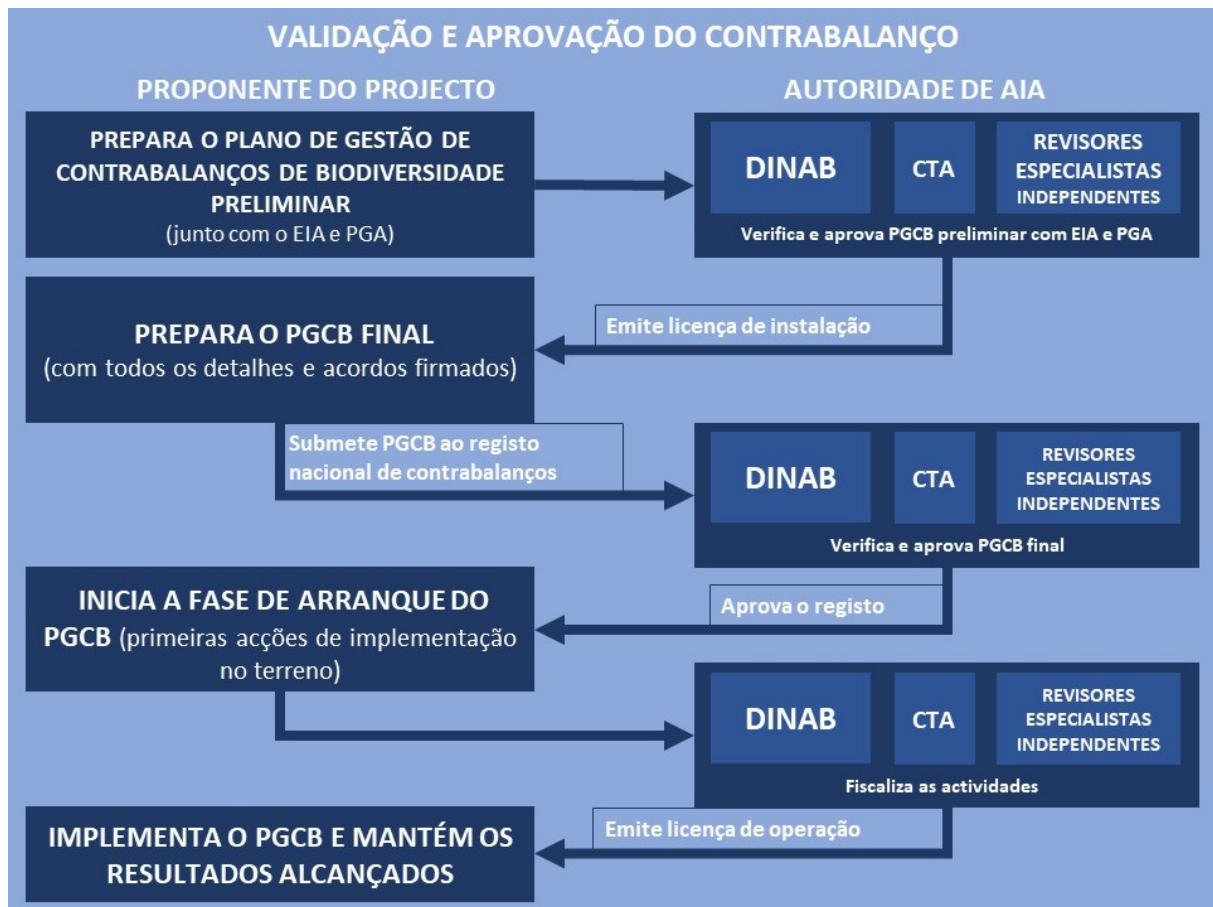 VALIDAÇÃO E APROVAÇÃO DO CONTRABALANÇO
PROPONENTE DO PROJECTO
AUTORIDADE DE AIA
PREPARA O PLANO DE GESTÃO DE
CONTRABALANÇOS DE BIODIVERSIDADE
PRELIMINAR
(junto com o EIA e PGA)
DINAB
CTA
REVISORES
ESPECIALISTAS
INDEPENDENTES
Verifica e aprova PGCB preliminar com EIA e PGA
Emite licença de instalação
PREPARA O PGCB FINAL
(com todos os detalhes e acordos firmados)
Submete PGCB ao registo
nacional de contrabalanços
DINAB
CTA
REVISORES
ESPECIALISTAS
INDEPENDENTES
Verifica e aprova PGCB final
Aprova o registo
INICIA A FASE DE ARRANQUE DO
PGCB (primeiras acções de implementação
no terreno)
DINAB
CTA
REVISORES
ESPECIALISTAS
INDEPENDENTES
Fiscaliza as actividades
Emite licença de operação
IMPLEMENTA O PGCB E MANTÉM OS
RESULTADOS ALCANÇADOS